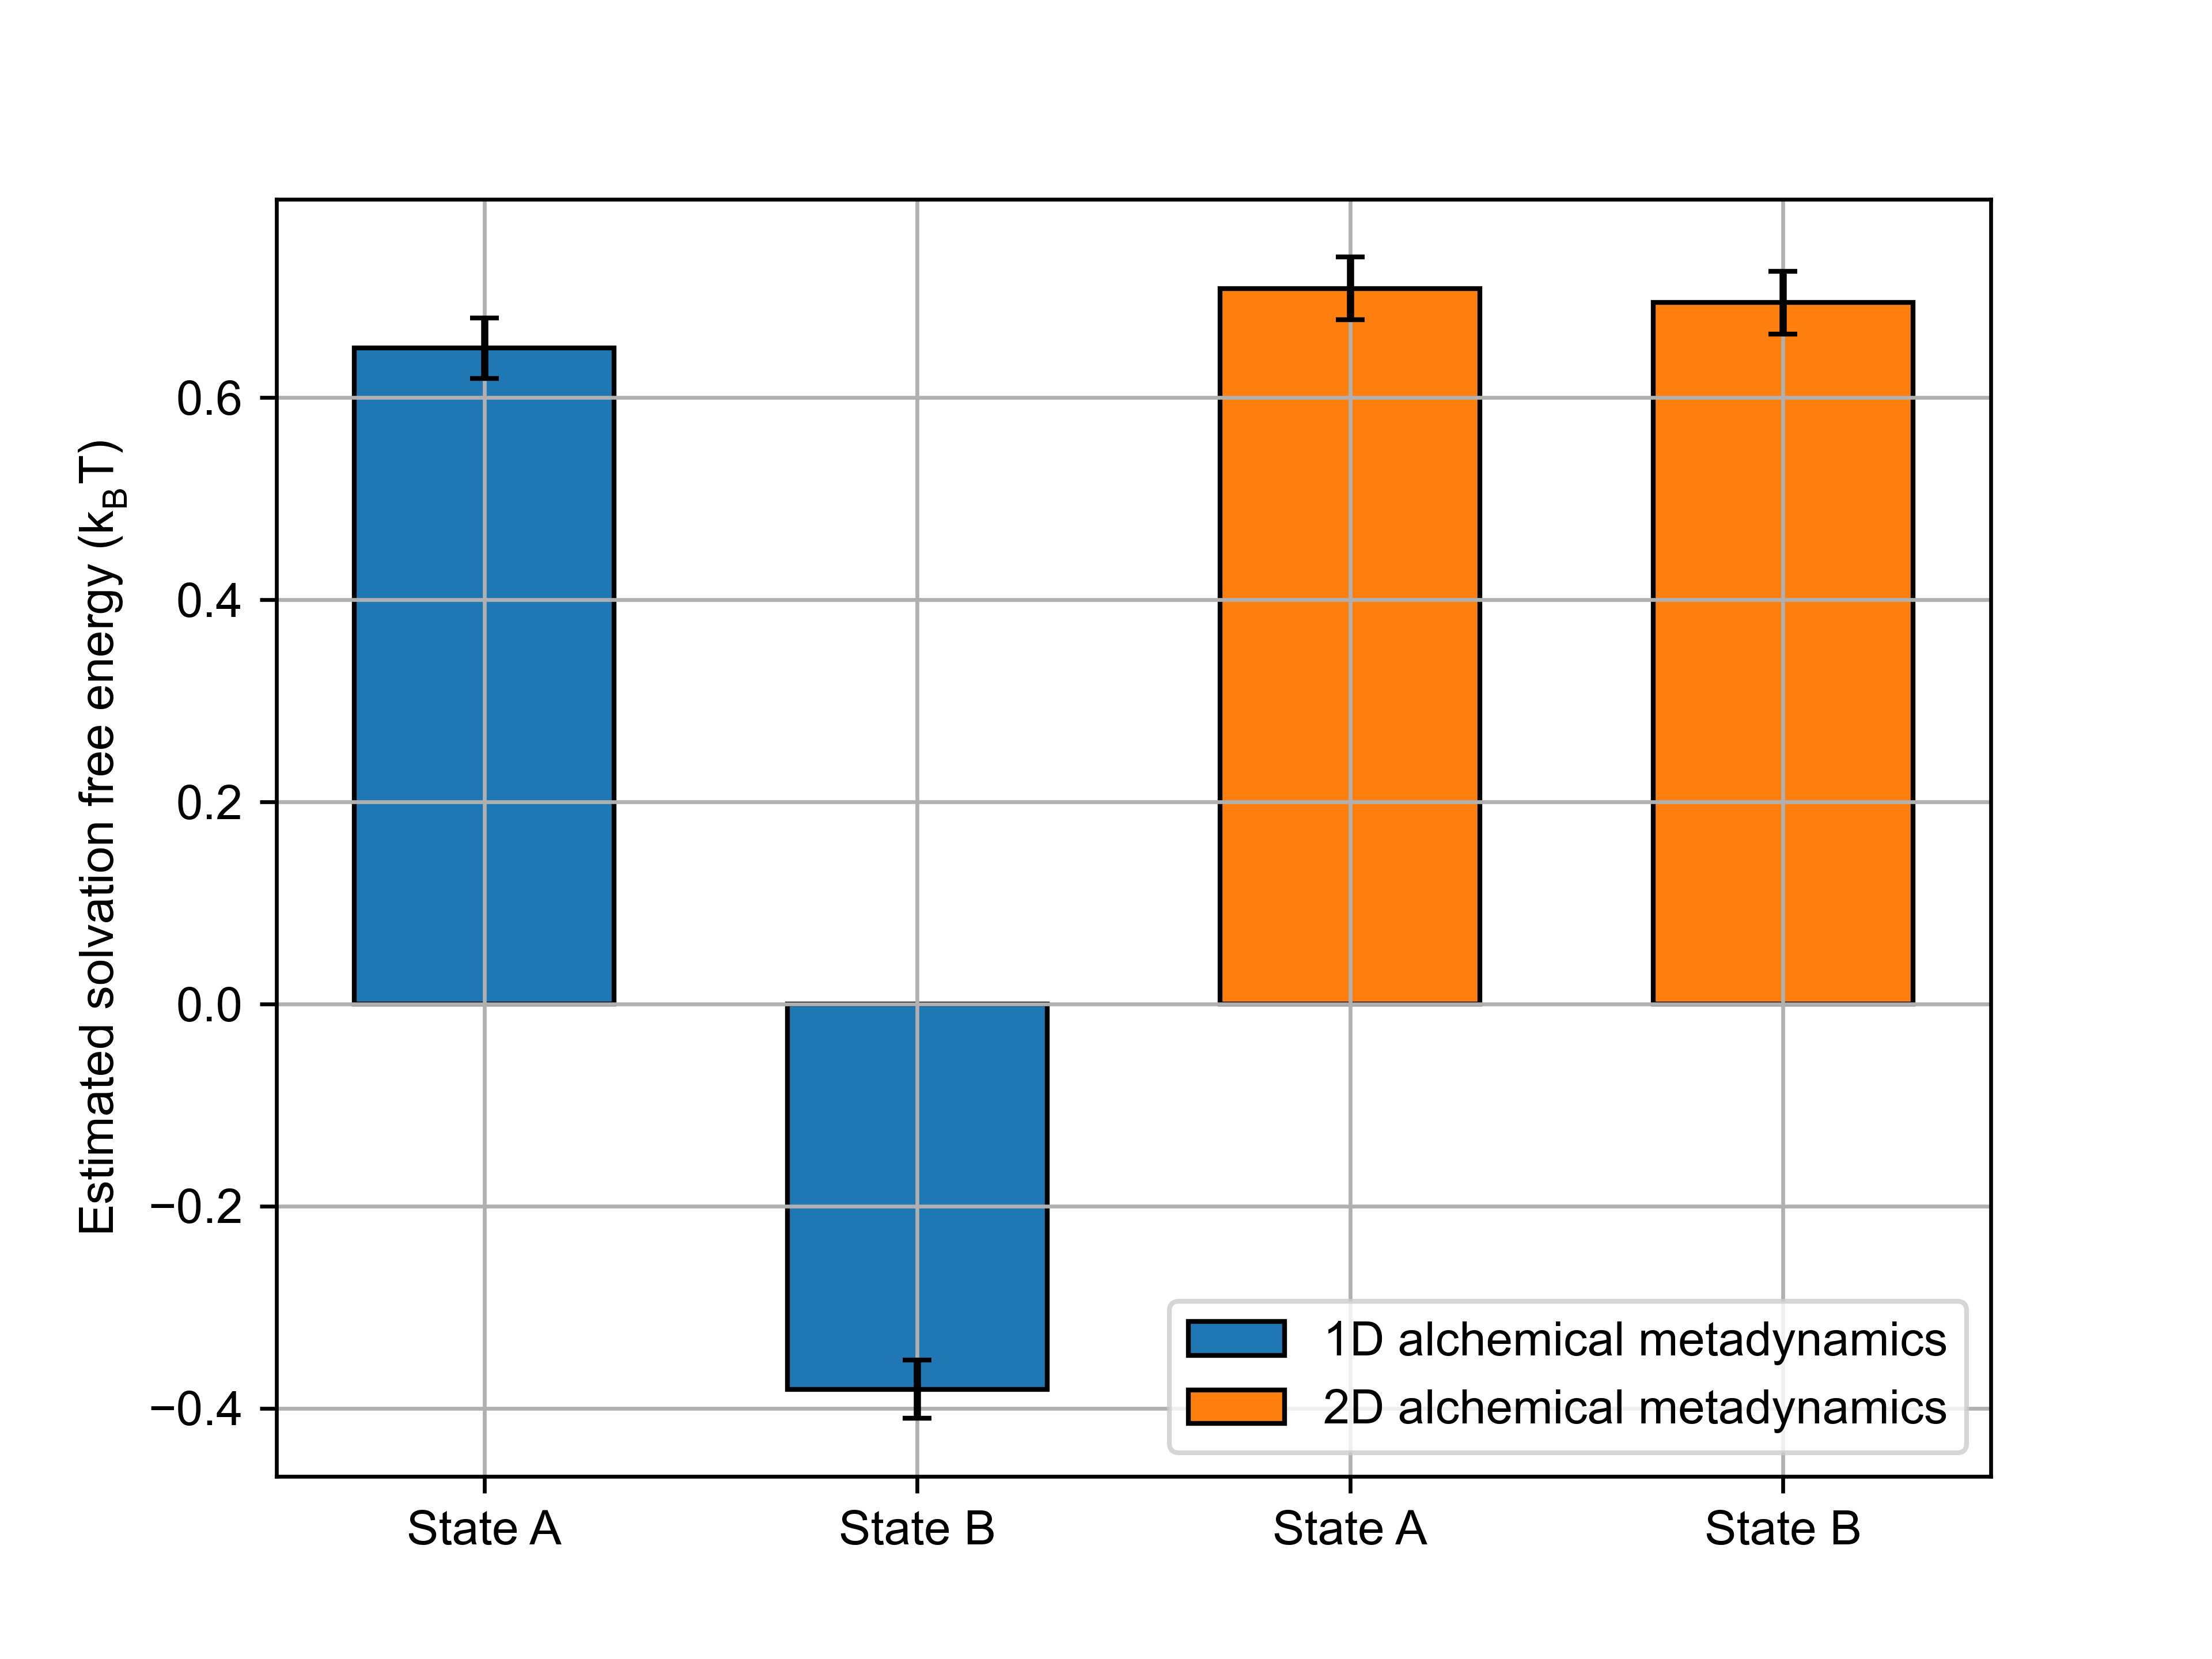 Estimated solvation free energy (kBT)
0.6
0.4
0.2
0.0
−0.2
−0.4
1D alchemical metadynamics
2D alchemical metadynamics
State A State B State A State B